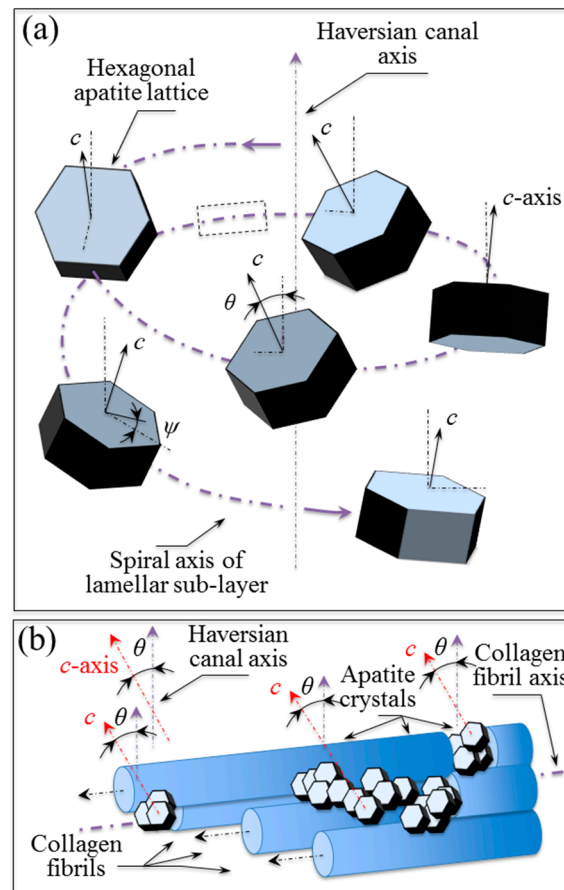 (a)
Haversian canal
axis
Hexagonal
apatite lattice
c
c
c-axis
c
θ
c
ψ
c
Spiral axis of
lamellar sub-layer
(b)
Haversian
canal axis
θ
c-axis
θ
c
Apatite
crystals
θ
c
θ
c
Collagen
fibril axis
Collagen
fibrils